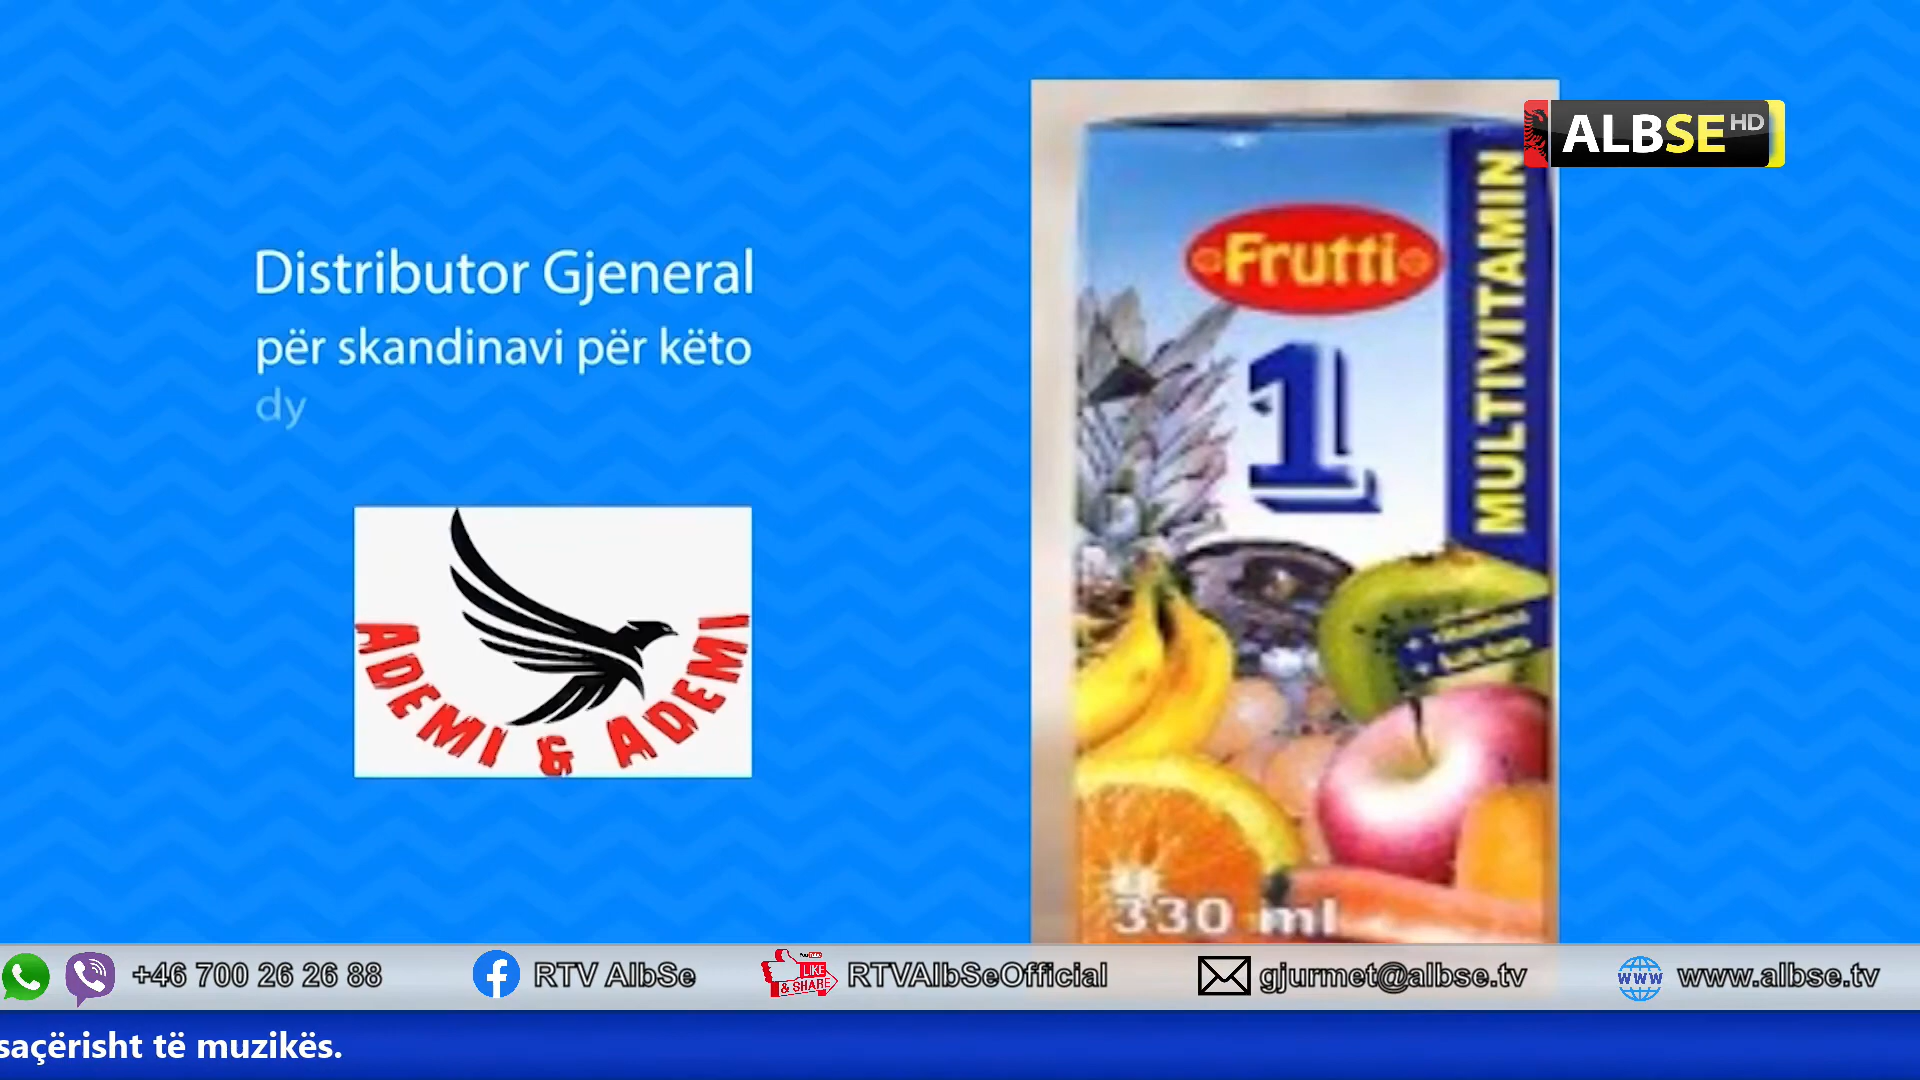 Distributor Gjeneral
për skandinavi për këto
dy
ADEMI & ADEMI
Frutti
1
MULTIVITAMIN
330 ml
ALBSE HD
+46 700 26 26 88
RTV AlbSe
YouTube
LIKE
& SHARE
RTVAlbSeOfficial
gjurmet@albse.tv
www
www.albse.tv
saçërisht të muzikës.